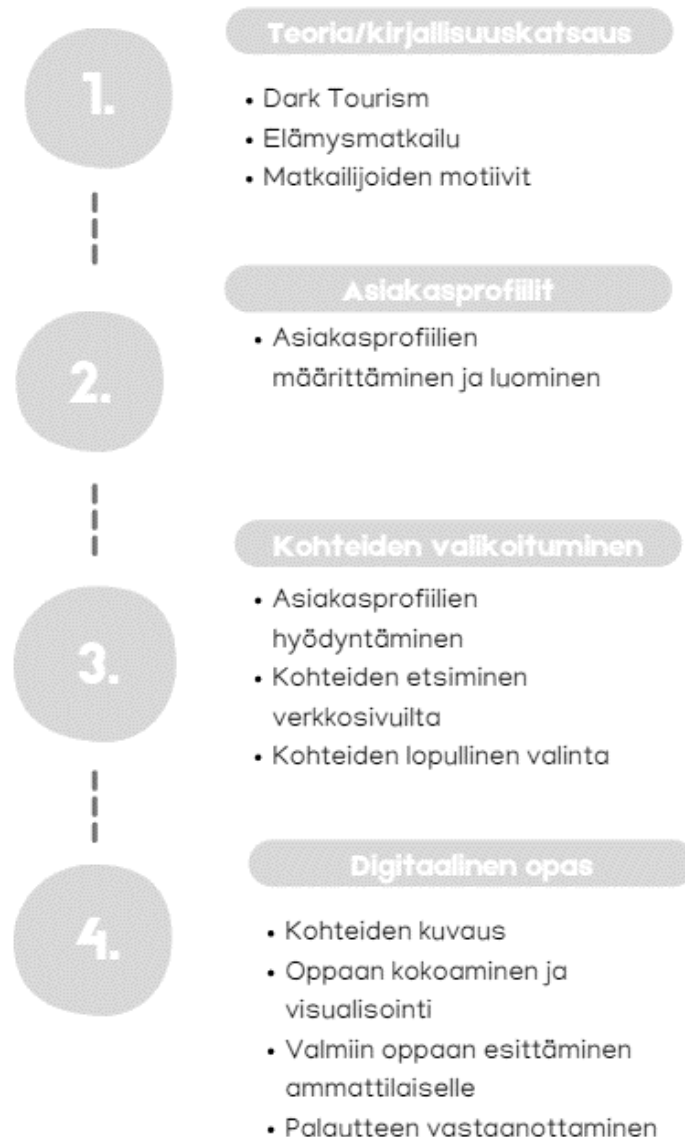 1.
Teoria/kirjallisuuskatsaus
• Dark Tourism
• Elämysmatkailu
• Matkailijoiden motiivit
2.
Asiakasprofiilit
• Asiakasprofiilien
määrittäminen ja luominen
3.
Kohteiden valikoituminen
• Asiakasprofiilien
hyödyntäminen
• Kohteiden etsiminen
verkkosivuilta
• Kohteiden lopullinen valinta
4.
Digitaalinen opas
• Kohteiden kuvaus
• Oppaan kokoaminen ja
visualisointi
• Valmiin oppaan esittäminen
ammattilaiselle
• Palautteen vastaanottaminen